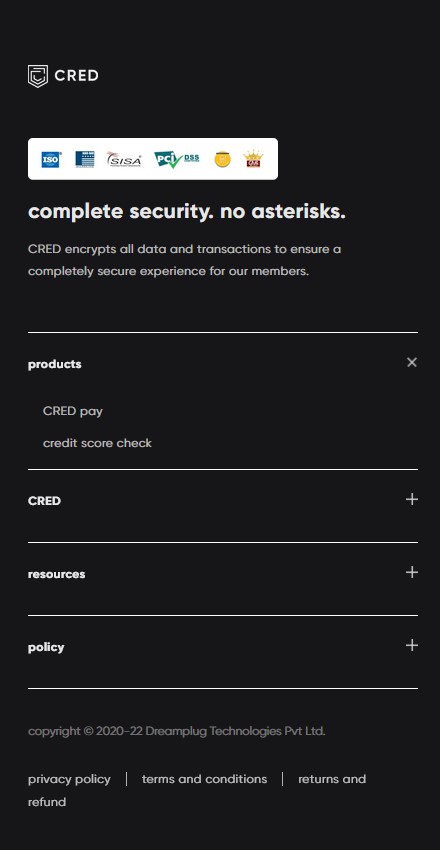 CRED
ISO SISA PCI DSS
complete security. no asterisks.
CRED encrypts all data and transactions to ensure a
completely secure experience for our members.
products
CRED pay
credit score check
CRED
resources
policy
copyright © 2020-22 Dreamplug Technologies Pvt Ltd.
privacy policy | terms and conditions | returns and
refund